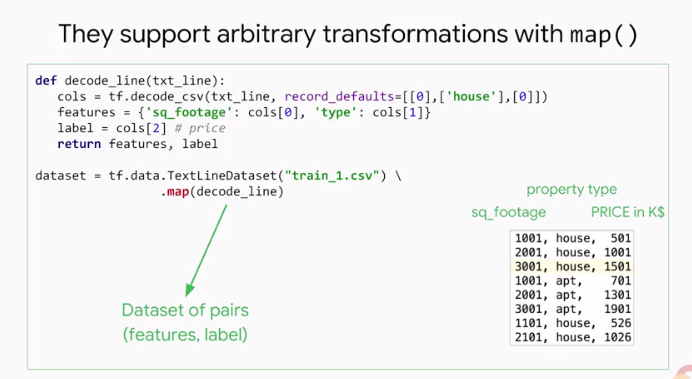 They support arbitrary transformations with map()
def decode_line(txt_line):
cols = tf.decode_csv(txt_line, record_defaults=[[0],['house'],[0]])
features = {'sq_footage': cols[0], 'type': cols[1]}
label = cols[2] # price
return features, label
dataset = tf.data.TextLineDataset("train_1.csv") \
.map(decode_line)
Dataset of pairs
(features, label)
property type
sq_footage PRICE in K$
1001, house, 501
2001, house, 1001
3001, house, 1501
1001, apt, 701
2001, apt, 1301
3001, apt, 1901
1101, house, 526
2101, house, 1026